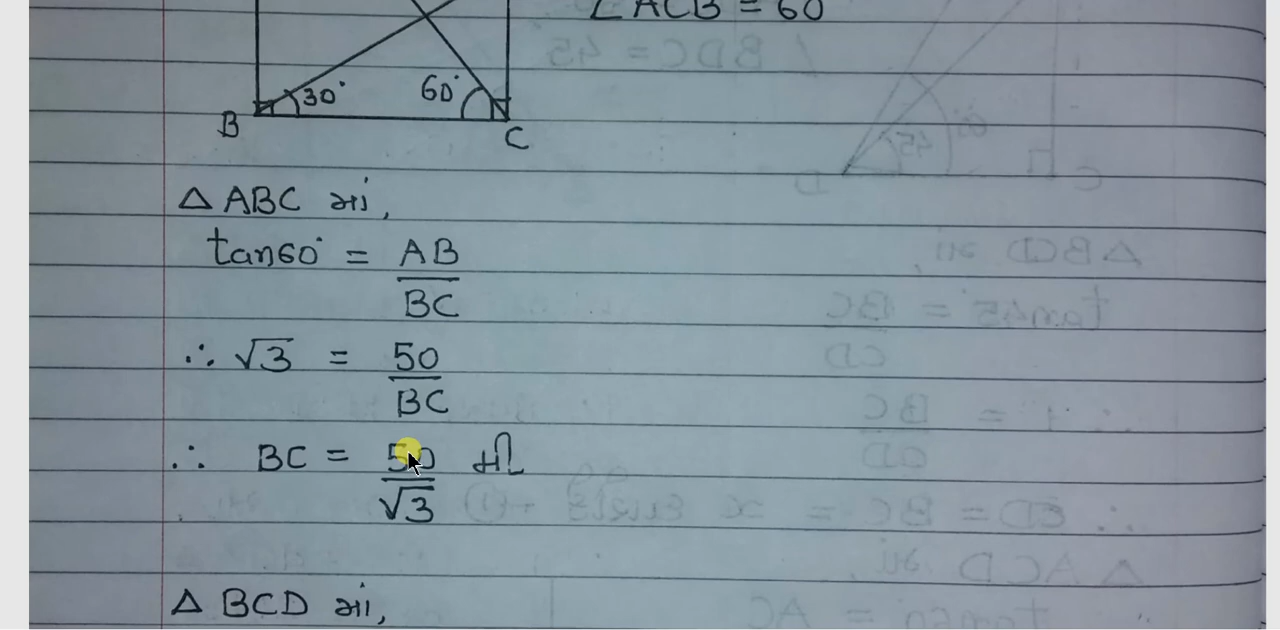 ∠ACB = 60
30°
60°
B
C
△ ABC માં,
tan60° = AB
BC
∴ √3 = 50
BC
∴ BC = 50 મી
√3
△ BCD માં,